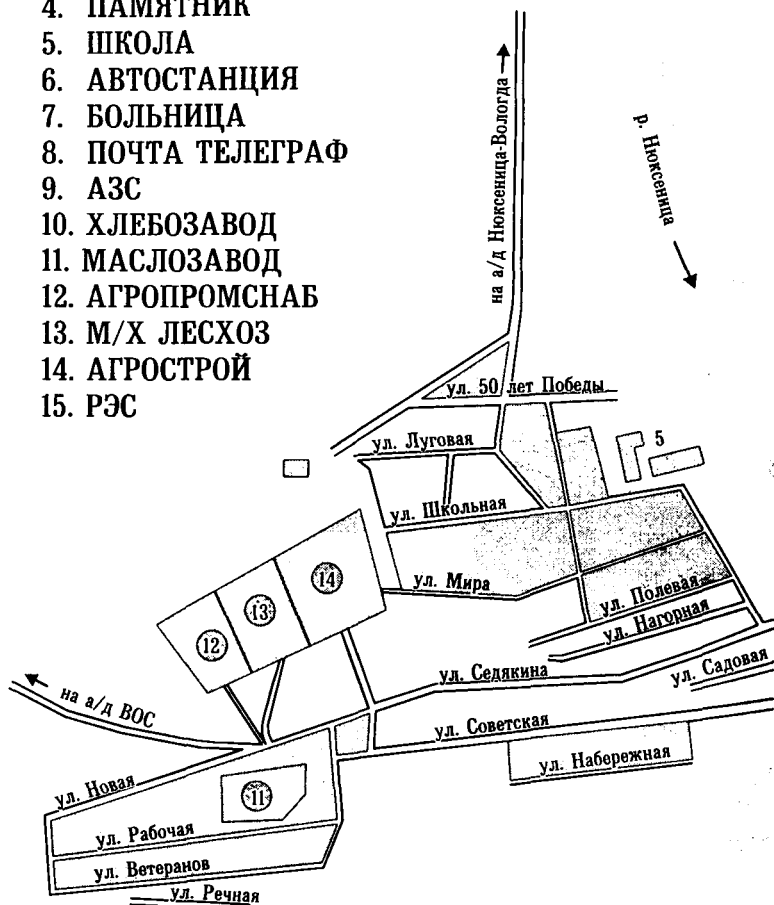 4. ПАМЯТНИК
5. ШКОЛА
6. АВТОСТАНЦИЯ
7. БОЛЬНИЦА
8. ПОЧТА ТЕЛЕГРАФ
9. АЗС
10. ХЛЕБОЗАВОД
11. МАСЛОЗАВОД
12. АГРОПРОМСНАБ
13. М/Х ЛЕСХОЗ
14. АГРОСТРОЙ
15. РЭС
на а/д Нюксеница-Вологда
р. Нюксеница
ул. 50 лет Победы
ул. Луговая
5
ул. Школьная
14
ул. Мира
13
ул. Полевая
12
ул. Нагорная
ул. Седякина
ул. Садовая
на а/д ВОС
ул. Советская
ул. Набережная
ул. Новая
11
ул. Рабочая
ул. Ветеранов
ул. Речная